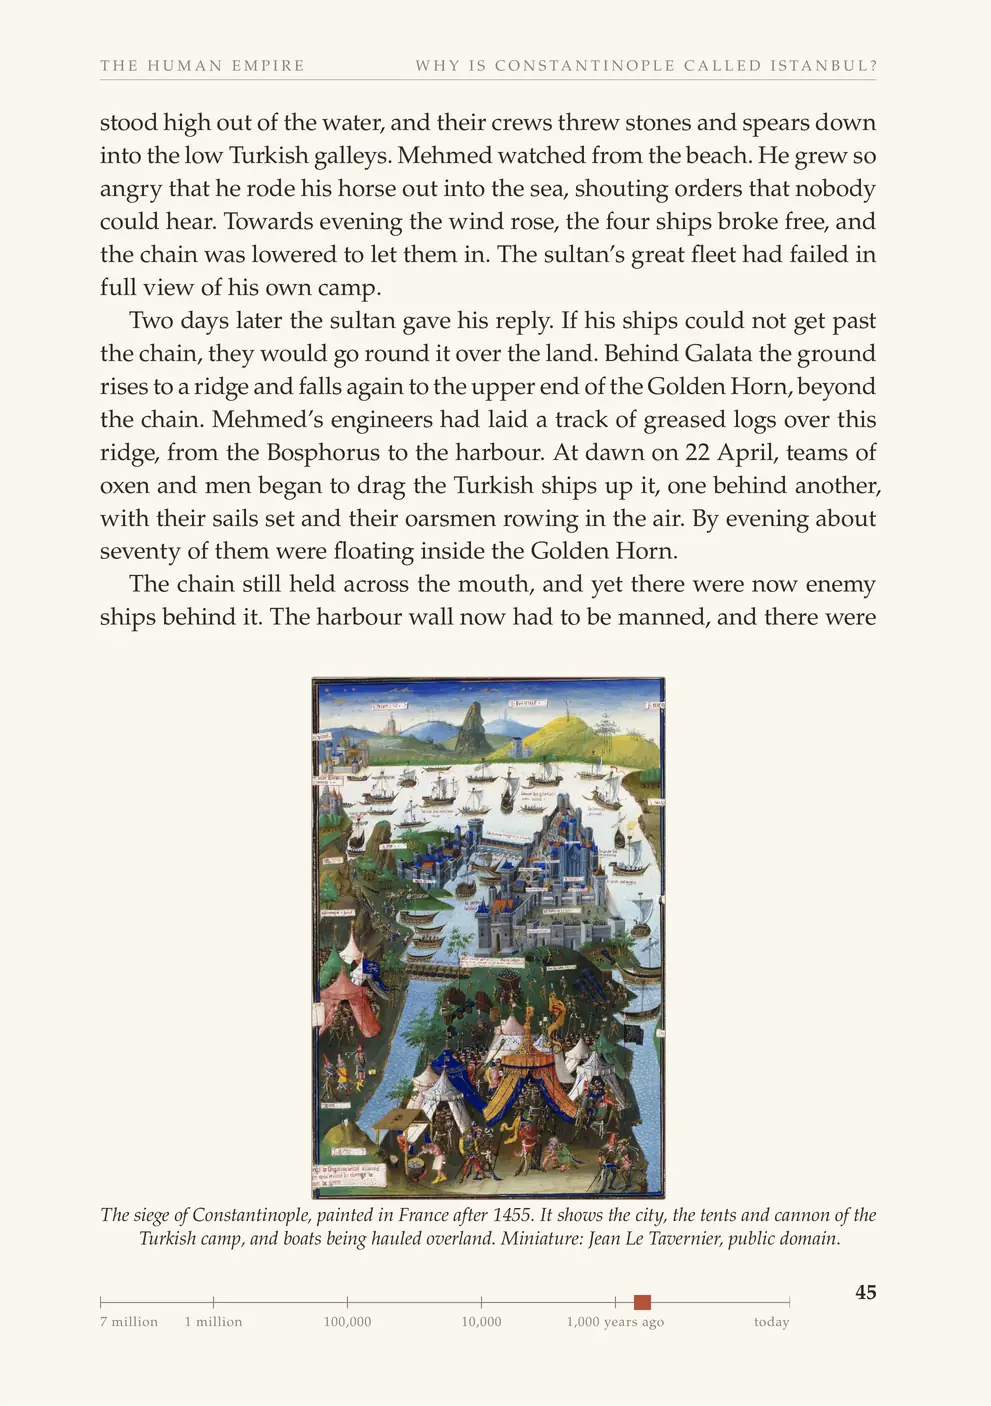 THE HUMAN EMPIRE
WHY IS CONSTANTINOPLE CALLED ISTANBUL?
stood high out of the water, and their crews threw stones and spears down
into the low Turkish galleys. Mehmed watched from the beach. He grew so
angry that he rode his horse out into the sea, shouting orders that nobody
could hear. Towards evening the wind rose, the four ships broke free, and
the chain was lowered to let them in. The sultan’s great fleet had failed in
full view of his own camp.
Two days later the sultan gave his reply. If his ships could not get past
the chain, they would go round it over the land. Behind Galata the ground
rises to a ridge and falls again to the upper end of the Golden Horn, beyond
the chain. Mehmed’s engineers had laid a track of greased logs over this
ridge, from the Bosphorus to the harbour. At dawn on 22 April, teams of
oxen and men began to drag the Turkish ships up it, one behind another,
with their sails set and their oarsmen rowing in the air. By evening about
seventy of them were floating inside the Golden Horn.
The chain still held across the mouth, and yet there were now enemy
ships behind it. The harbour wall now had to be manned, and there were
The siege of Constantinople, painted in France after 1455. It shows the city, the tents and cannon of the
Turkish camp, and boats being hauled overland. Miniature: Jean Le Tavernier, public domain.
45
7 million 1 million 100,000 10,000 1,000 years ago today